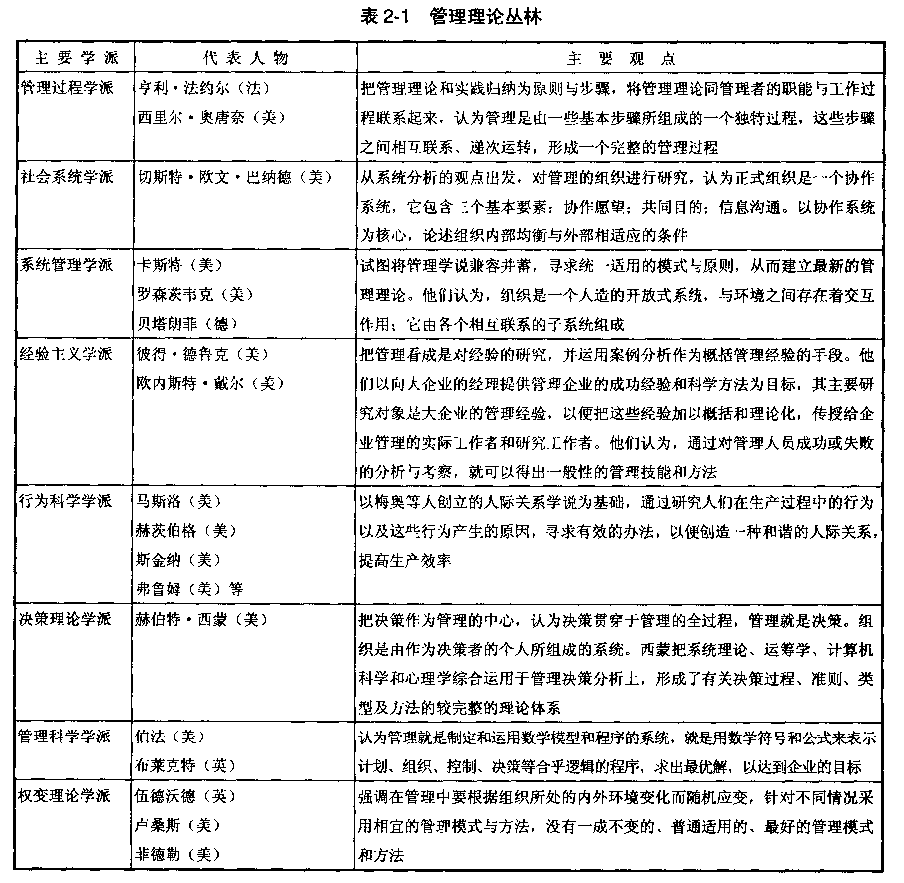 表 2-1 管理理论丛林
主要学派 代表人物 主要观点
管理过程学派 亨利·法约尔（法） 把管理理论和实践归纳为原则与步骤，将管理理论同管理者的职能与工作过
西里尔·奥唐奈（美） 程联系起来，认为管理是由一些基本步骤所组成的一个独特过程，这些步骤
之间相互联系、递次运转，形成一个完整的管理过程
社会系统学派 切斯特·欧文·巴纳德（美） 从系统分析的观点出发，对管理的组织进行研究，认为正式组织是一个协作
系统，它包含三个基本要素：协作愿望；共同目的；信息沟通。以协作系统
为核心，论述组织内部均衡与外部相适应的条件
系统管理学派 卡斯特（美） 试图将管理学说兼容并蓄，寻求统一适用的模式与原则，从而建立最新的管
罗森茨韦克（美） 理理论。他们认为，组织是一个人造的开放式系统，与环境之间存在着交互
贝塔朗菲（德） 作用；它由各个相互联系的子系统组成
经验主义学派 彼得·德鲁克（美） 把管理看成是对经验的研究，并运用案例分析作为概括管理经验的手段。他
欧内斯特·戴尔（美） 们以向大企业的经理提供管理企业的成功经验和科学方法为目标，其主要研
究对象是大企业的管理经验，以便把这些经验加以概括和理论化，传授给企
业管理的实际工作者和研究工作者。他们认为，通过对管理人员成功或失败
的分析与考察，就可以得出一般性的管理技能和方法
行为科学学派 马斯洛（美） 以梅奥等人创立的人际关系学说为基础，通过研究人们在生产过程中的行为
赫茨伯格（美） 以及这些行为产生的原因，寻求有效的办法，以便创造一种和谐的人际关系，
斯金纳（美） 提高生产效率
弗鲁姆（美）等
决策理论学派 赫伯特·西蒙（美） 把决策作为管理的中心，认为决策贯穿于管理的全过程，管理就是决策。组
织是由作为决策者的个人所组成的系统。西蒙把系统理论、运筹学、计算机
科学和心理学综合运用于管理决策分析上，形成了有关决策过程、准则、类
型及方法的较完整的理论体系
管理科学学派 伯法（美） 认为管理就是制定和运用数学模型和程序的系统，就是用数学符号和公式来表示
布莱克特（英） 计划、组织、控制、决策等合乎逻辑的程序，求出最优解，以达到企业的目标
权变理论学派 伍德沃德（英） 强调在管理中要根据组织所处的内外环境变化而随机应变，针对不同情况采
卢桑斯（美） 用相宜的管理模式与方法，没有一成不变的、普通适用的、最好的管理模式
菲德勒（美） 和方法